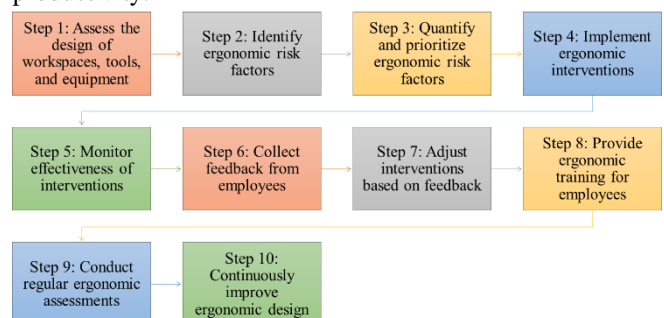 Step 1: Assess the
design of
workspaces, tools,
and equipment
Step 2: Identify
ergonomic risk
factors
Step 3: Quantify
and prioritize
ergonomic risk
factors
Step 4: Implement
ergonomic
interventions
Step 5: Monitor
effectiveness of
interventions
Step 6: Collect
feedback from
employees
Step 7: Adjust
interventions
based on feedback
Step 8: Provide
ergonomic
training for
employees
Step 9: Conduct
regular ergonomic
assessments
Step 10:
Continuously
improve
ergonomic design